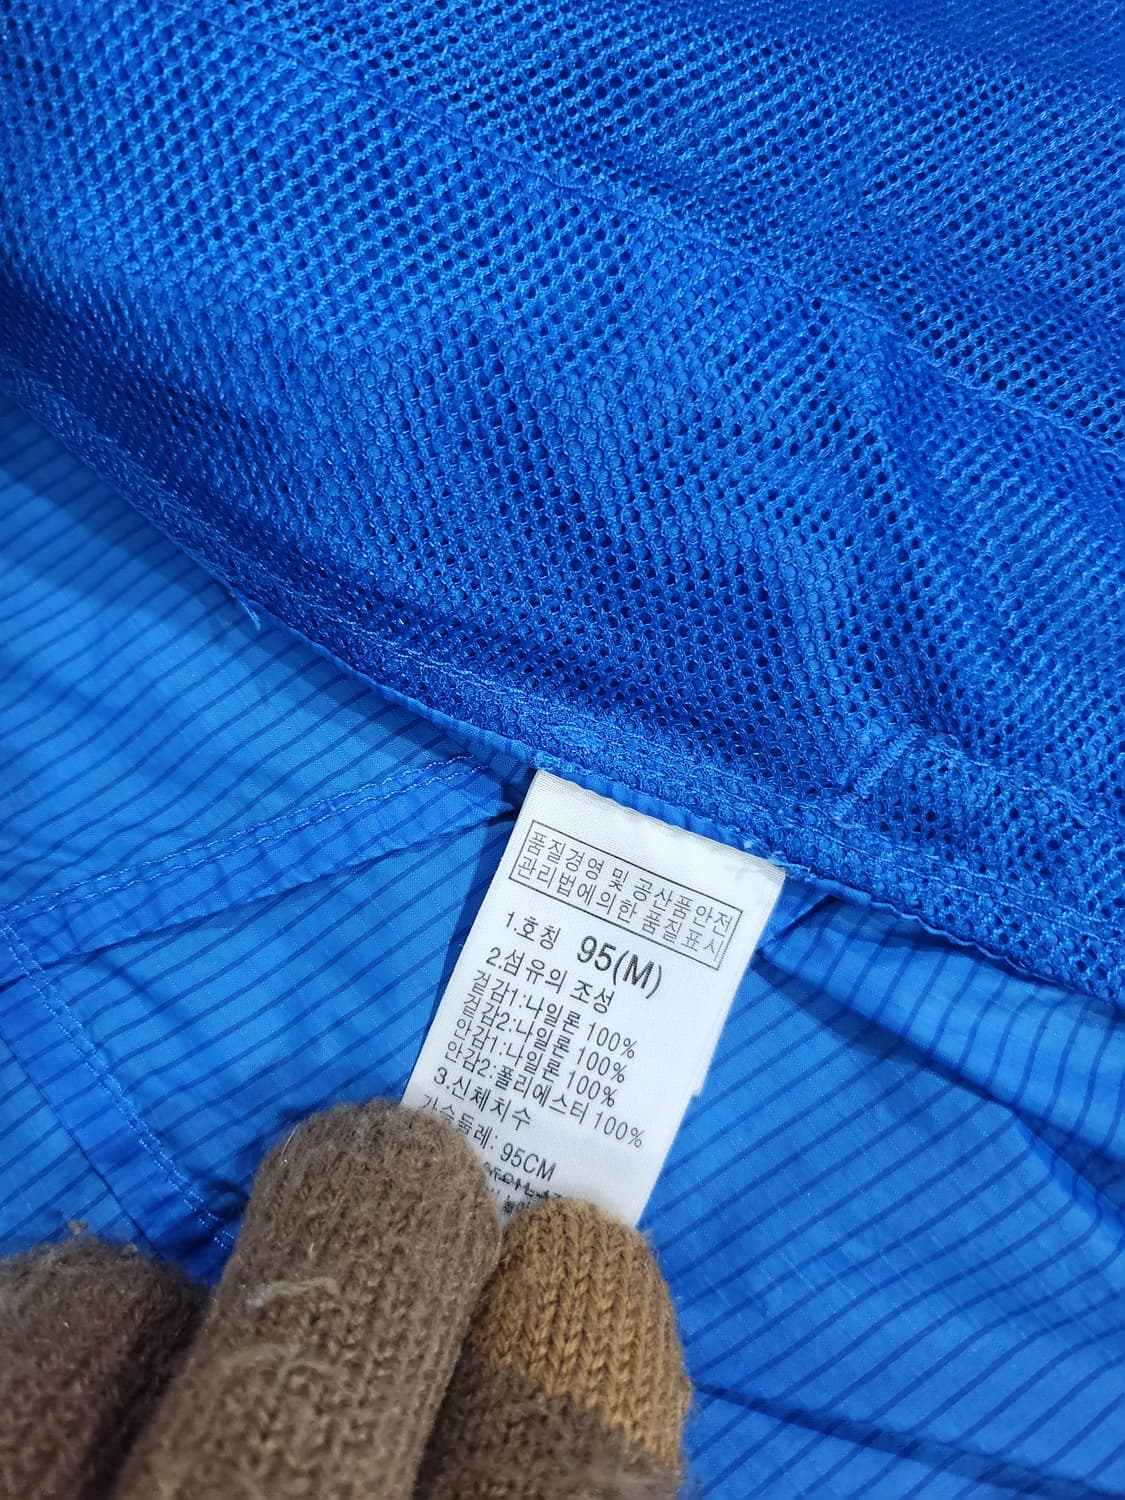 품질경영 및 공산품안전
관리법에의한 품질표시
1.호칭 95(M)
2.섬유의 조성
겉감1:나일론 100%
겉감2:나일론 100%
안감1:나일론 100%
안감2:폴리에스터 100%
3.신체치수
가슴둘레: 95CM